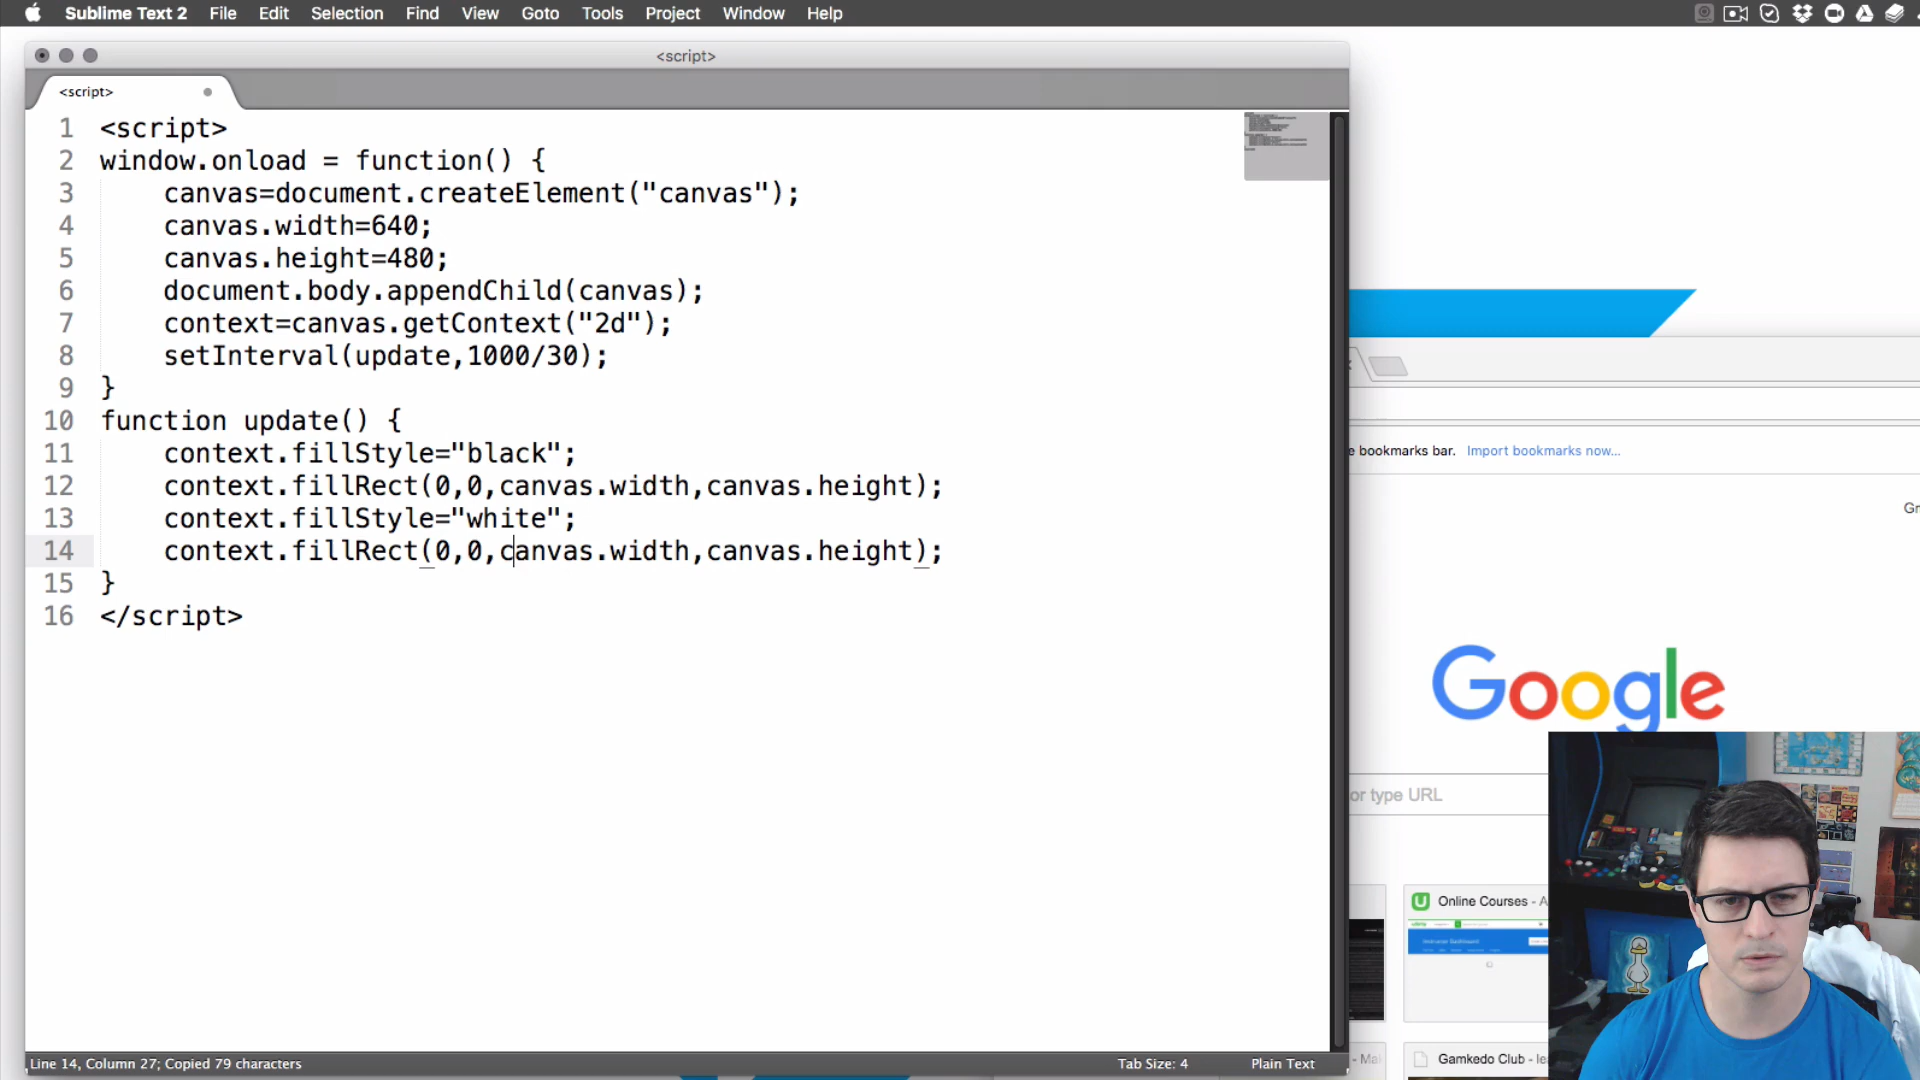 Sublime Text 2 File Edit Selection Find View Goto Tools Project Window Help
<script>
<script>
1 <script>
2 window.onload = function() {
3     canvas=document.createElement("canvas");
4     canvas.width=640;
5     canvas.height=480;
6     document.body.appendChild(canvas);
7     context=canvas.getContext("2d");
8     setInterval(update,1000/30);
9 }
10 function update() {
11     context.fillStyle="black";
12     context.fillRect(0,0,canvas.width,canvas.height);
13     context.fillStyle="white";
14     context.fillRect(0,0,canvas.width,canvas.height);
15 }
16 </script>
e bookmarks bar. Import bookmarks now...
Google
or type URL
Online Courses - A
Gamkedo Club - le
Line 14, Column 27; Copied 79 characters
Tab Size: 4
Plain Text